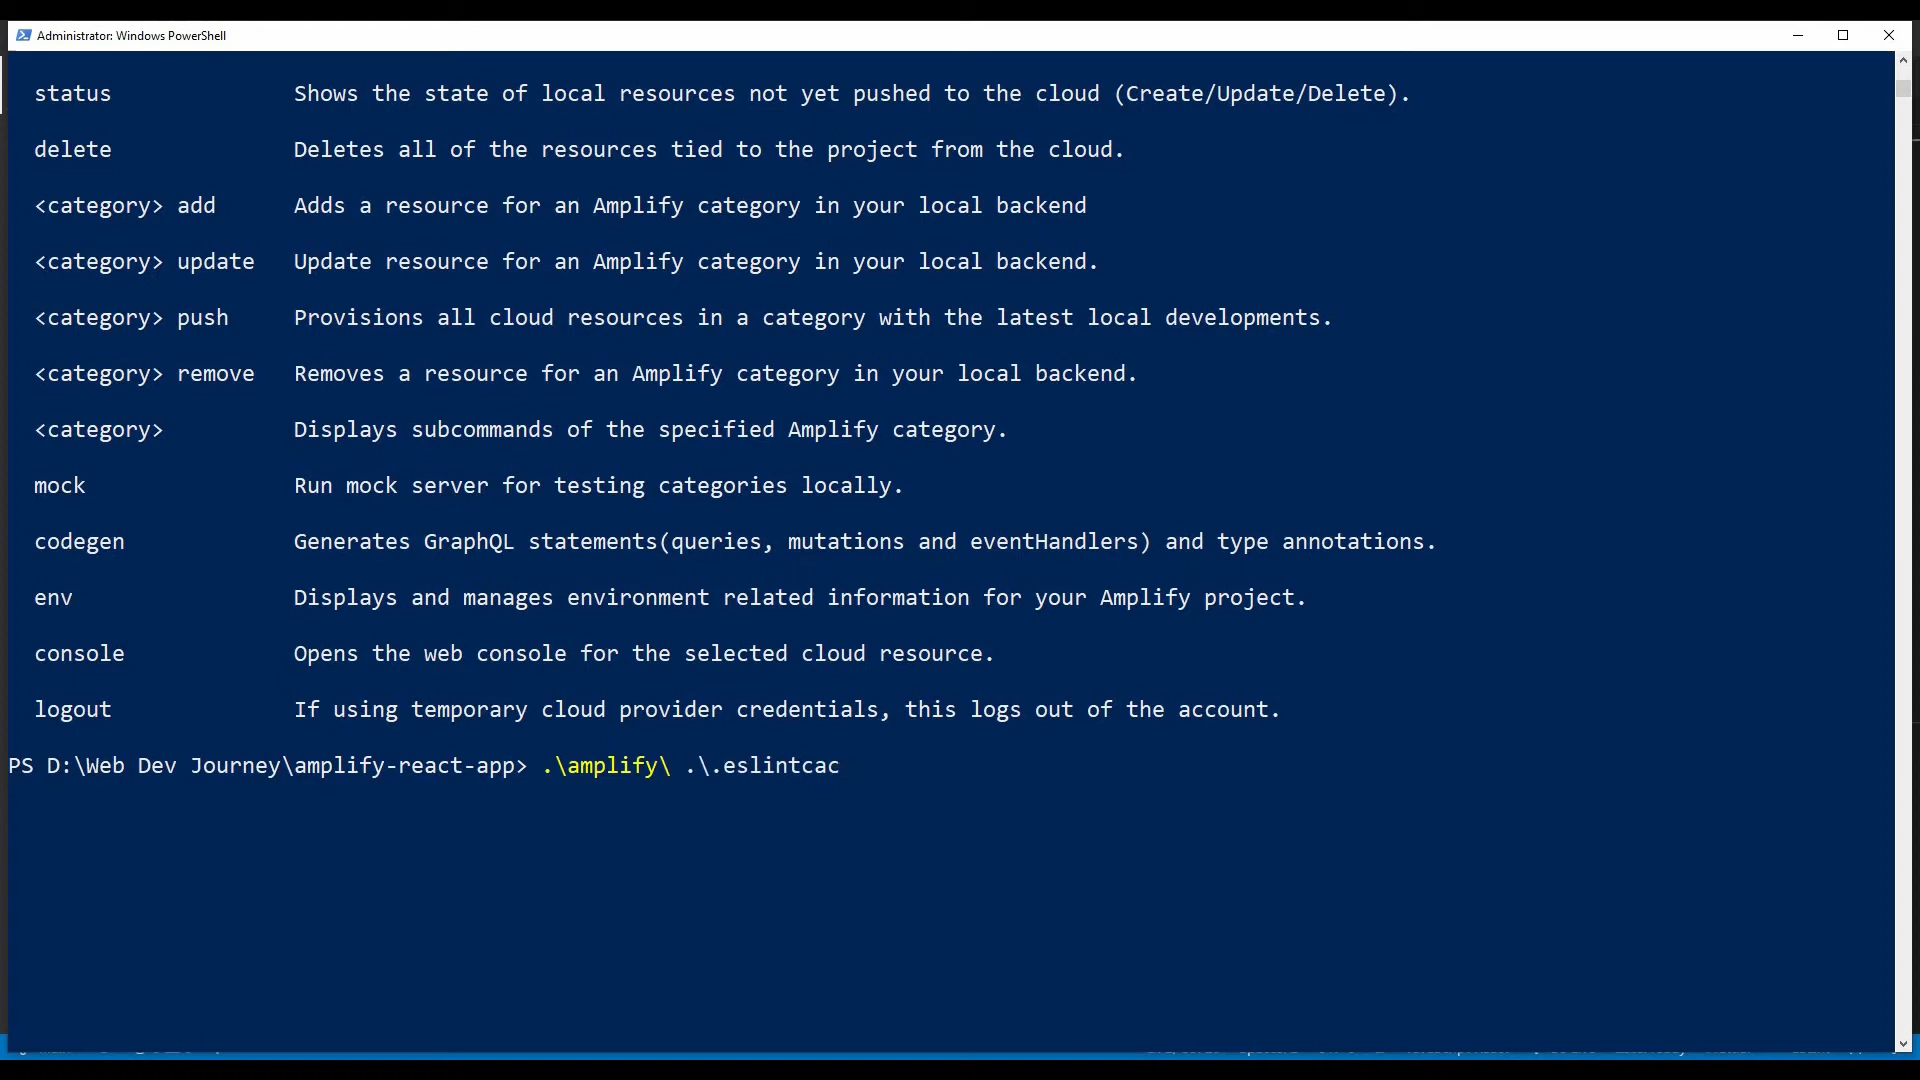 Administrator: Windows PowerShell
status Shows the state of local resources not yet pushed to the cloud (Create/Update/Delete).
delete Deletes all of the resources tied to the project from the cloud.
<category> add Adds a resource for an Amplify category in your local backend
<category> update Update resource for an Amplify category in your local backend.
<category> push Provisions all cloud resources in a category with the latest local developments.
<category> remove Removes a resource for an Amplify category in your local backend.
<category> Displays subcommands of the specified Amplify category.
mock Run mock server for testing categories locally.
codegen Generates GraphQL statements(queries, mutations and eventHandlers) and type annotations.
env Displays and manages environment related information for your Amplify project.
console Opens the web console for the selected cloud resource.
logout If using temporary cloud provider credentials, this logs out of the account.
PS D:\Web Dev Journey\amplify-react-app> .\amplify\ .\.eslintcac